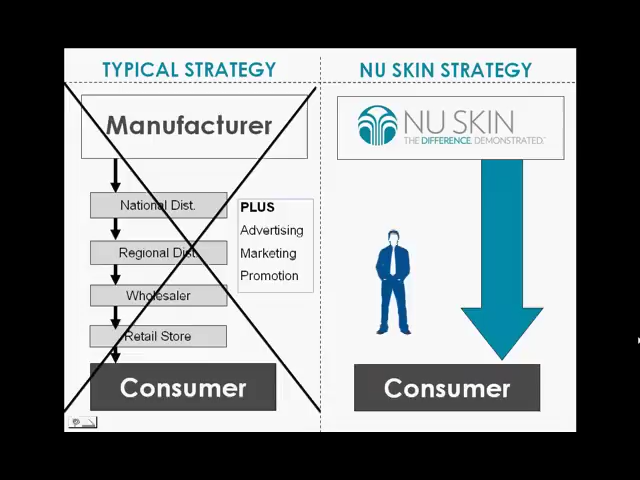 TYPICAL STRATEGY
Manufacturer
National Dist.
Regional Dist.
Wholesaler
Retail Store
Consumer
PLUS
Advertising
Marketing
Promotion
NU SKIN STRATEGY
NU SKIN
THE DIFFERENCE. DEMONSTRATED.
Consumer